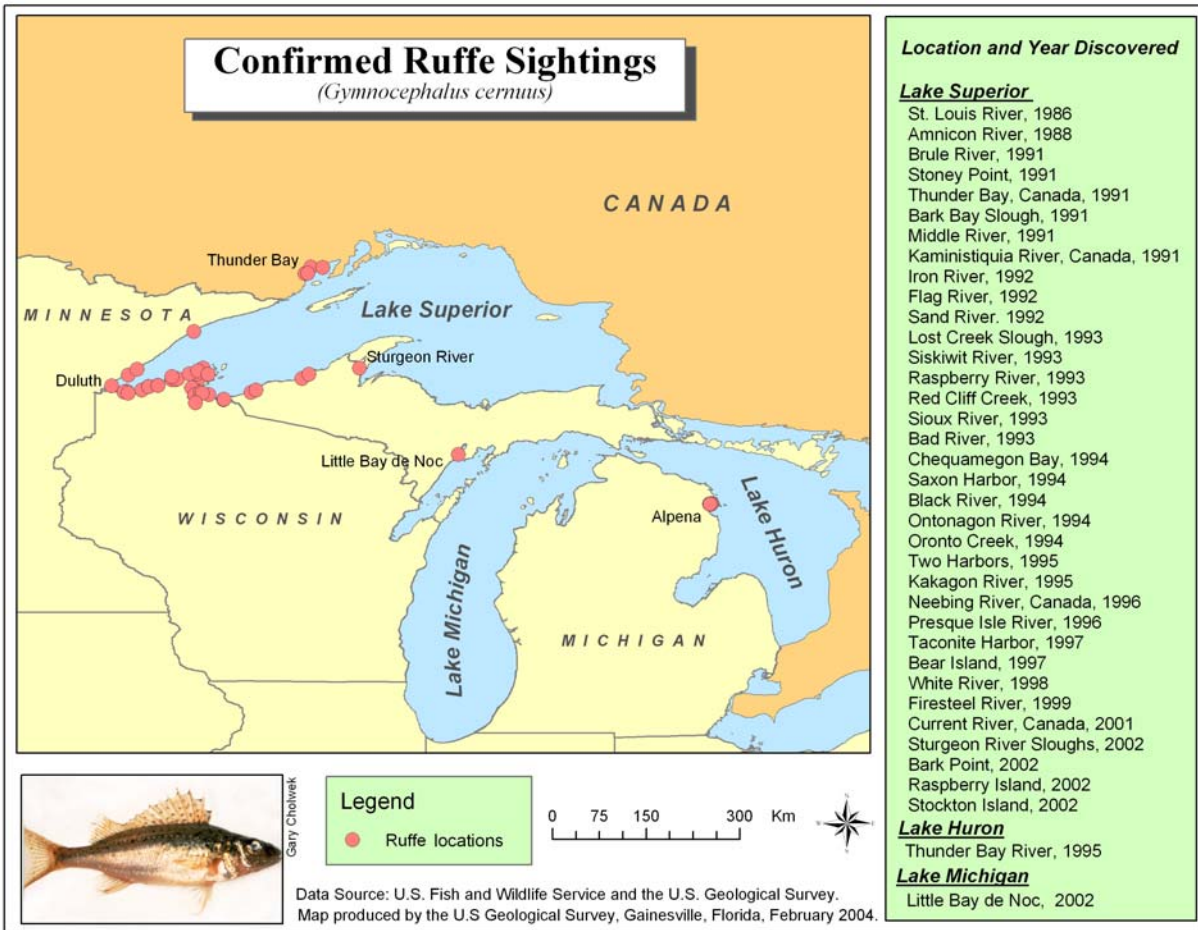 Confirmed Ruffe Sightings
(Gymnocephalus cernuus)
CANADA
Thunder Bay
MINNESOTA
Lake Superior
Sturgeon River
Duluth
Little Bay de Noc
WISCONSIN
Alpena
Lake Huron
Lake Michigan
MICHIGAN
Gary Cholwek
Legend
Ruffe locations
0 75 150 300 Km
Data Source: U.S. Fish and Wildlife Service and the U.S. Geological Survey.
Map produced by the U.S Geological Survey, Gainesville, Florida, February 2004.
Location and Year Discovered
Lake Superior
St. Louis River, 1986
Amnicon River, 1988
Brule River, 1991
Stoney Point, 1991
Thunder Bay, Canada, 1991
Bark Bay Slough, 1991
Middle River, 1991
Kaministiquia River, Canada, 1991
Iron River, 1992
Flag River, 1992
Sand River. 1992
Lost Creek Slough, 1993
Siskiwit River, 1993
Raspberry River, 1993
Red Cliff Creek, 1993
Sioux River, 1993
Bad River, 1993
Chequamegon Bay, 1994
Saxon Harbor, 1994
Black River, 1994
Ontonagon River, 1994
Oronto Creek, 1994
Two Harbors, 1995
Kakagon River, 1995
Neebing River, Canada, 1996
Presque Isle River, 1996
Taconite Harbor, 1997
Bear Island, 1997
White River, 1998
Firesteel River, 1999
Current River, Canada, 2001
Sturgeon River Sloughs, 2002
Bark Point, 2002
Raspberry Island, 2002
Stockton Island, 2002
Lake Huron
Thunder Bay River, 1995
Lake Michigan
Little Bay de Noc, 2002